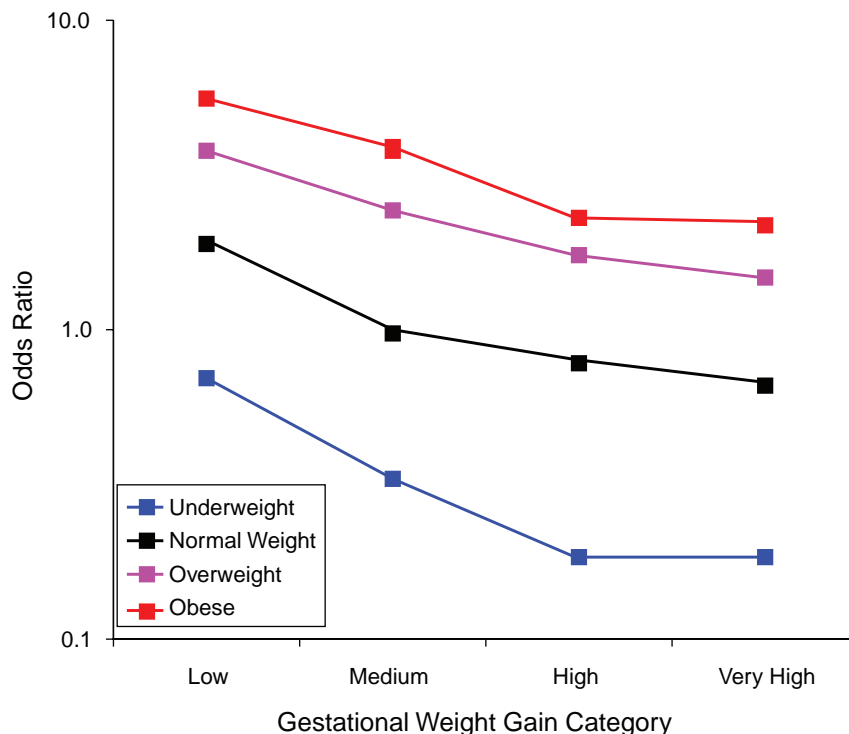 10.0
1.0
0.1
Odds Ratio
Underweight
Normal Weight
Overweight
Obese
Low Medium High Very High
Gestational Weight Gain Category